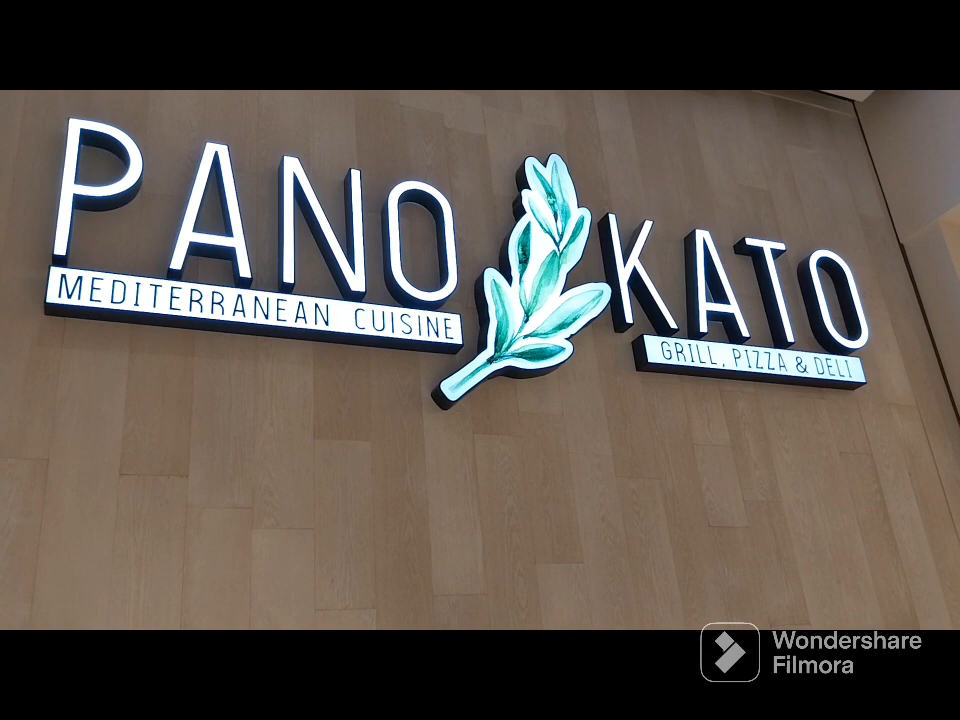 PANO KATO
MEDITERRANEAN CUISINE
GRILL, PIZZA & DELI
Wondershare
Filmora